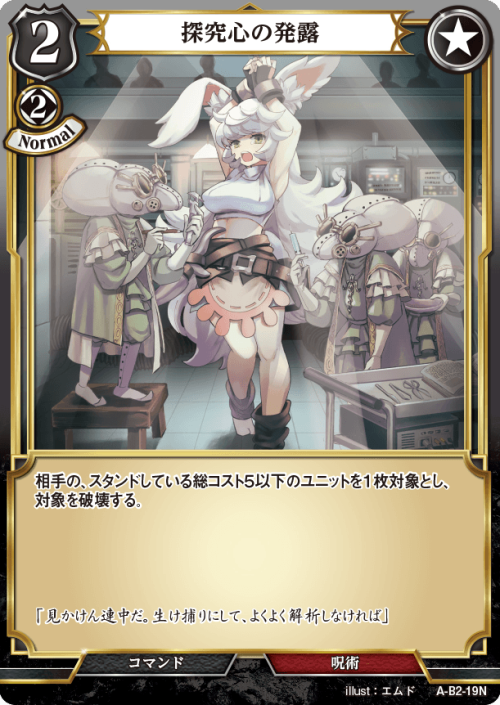 2
探究心の発露
2
Normal
相手の、スタンドしている総コスト5以下のユニットを1枚対象とし、
対象を破壊する。
「見かけん連中だ。生け捕りにして、よくよく解析しなければ」
コマンド
呪術
illust：エムド
A-B2-19N